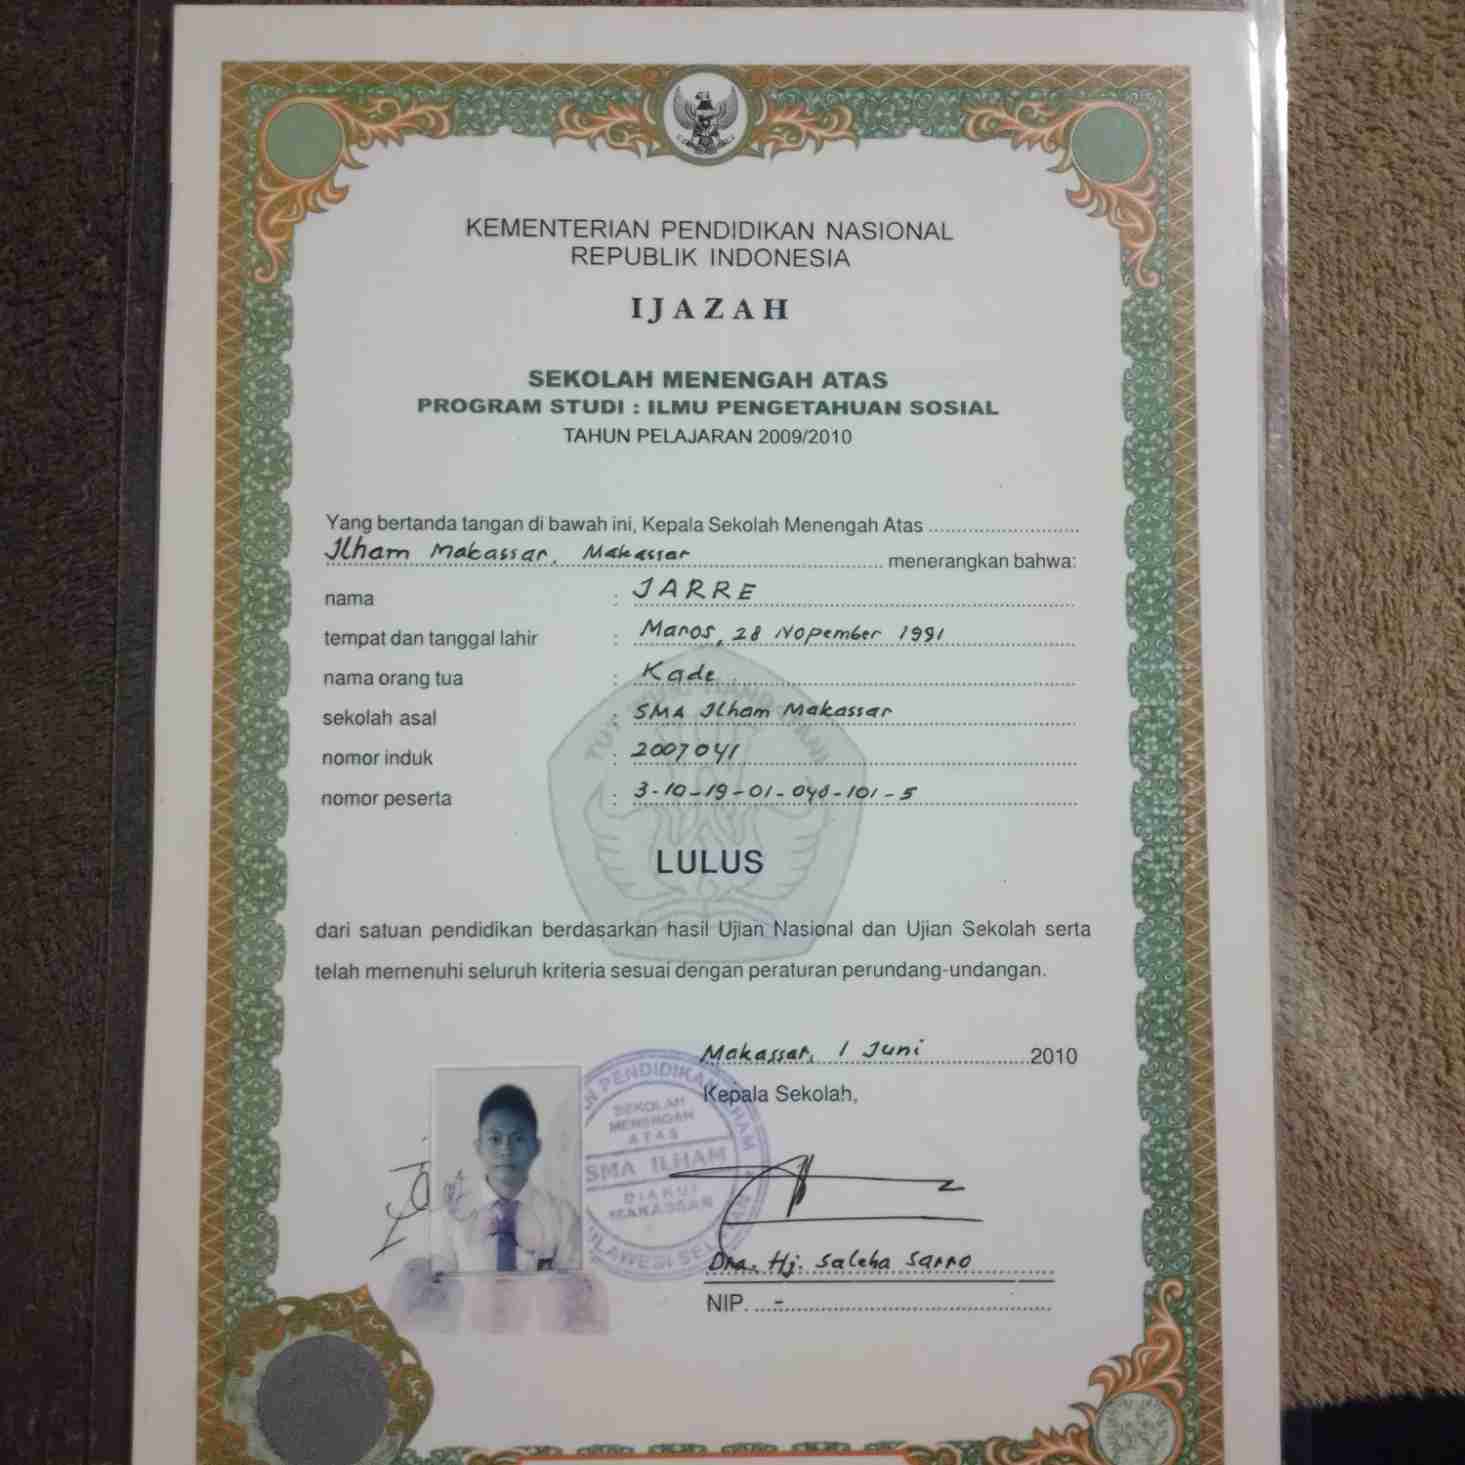 KEMENTERIAN PENDIDIKAN NASIONAL
REPUBLIK INDONESIA
IJAZAH
SEKOLAH MENENGAH ATAS
PROGRAM STUDI : ILMU PENGETAHUAN SOSIAL
TAHUN PELAJARAN 2009/2010
Yang bertanda tangan di bawah ini, Kepala Sekolah Menengah Atas
Ilham Makassar, Makassar menerangkan bahwa:
nama : JARRE
tempat dan tanggal lahir : Maros, 28 Nopember 1991
nama orang tua : Kade
sekolah asal : SMA Ilham Makassar
nomor induk : 2007041
nomor peserta : 3-10-19-01-040-101-5
LULUS
dari satuan pendidikan berdasarkan hasil Ujian Nasional dan Ujian Sekolah serta
telah memenuhi seluruh kriteria sesuai dengan peraturan perundang-undangan.
Makassar, 1 Juni 2010
Kepala Sekolah,
SEKOLAH
MENENGAH
ATAS
SMA ILHAM
DIAKUI
MAKASSAR
Dra. Hj. Saleha Sarro
NIP. -